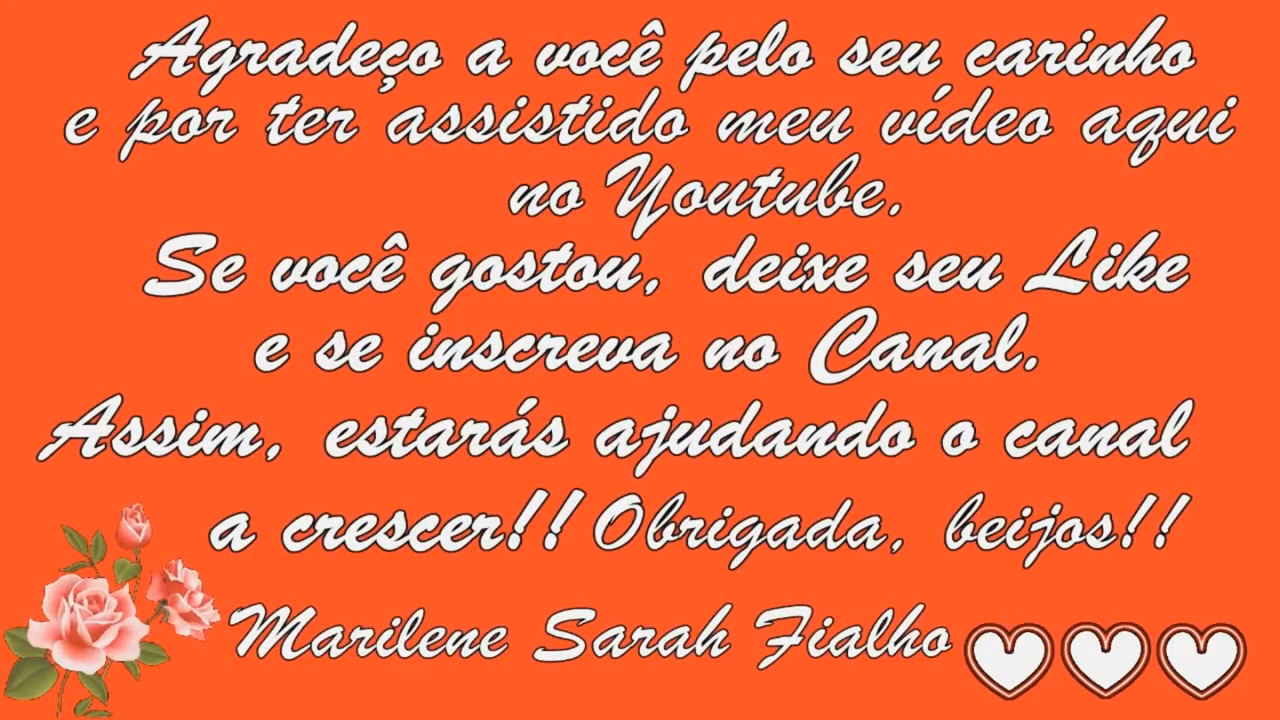 Agradeço a você pelo seu carinho
e por ter assistido meu vídeo aqui
no Youtube.
Se você gostou, deixe seu Like
e se inscreva no Canal.
Assim, estarás ajudando o canal
a crescer!! Obrigada, beijos!!
Marilene Sarah Fialho